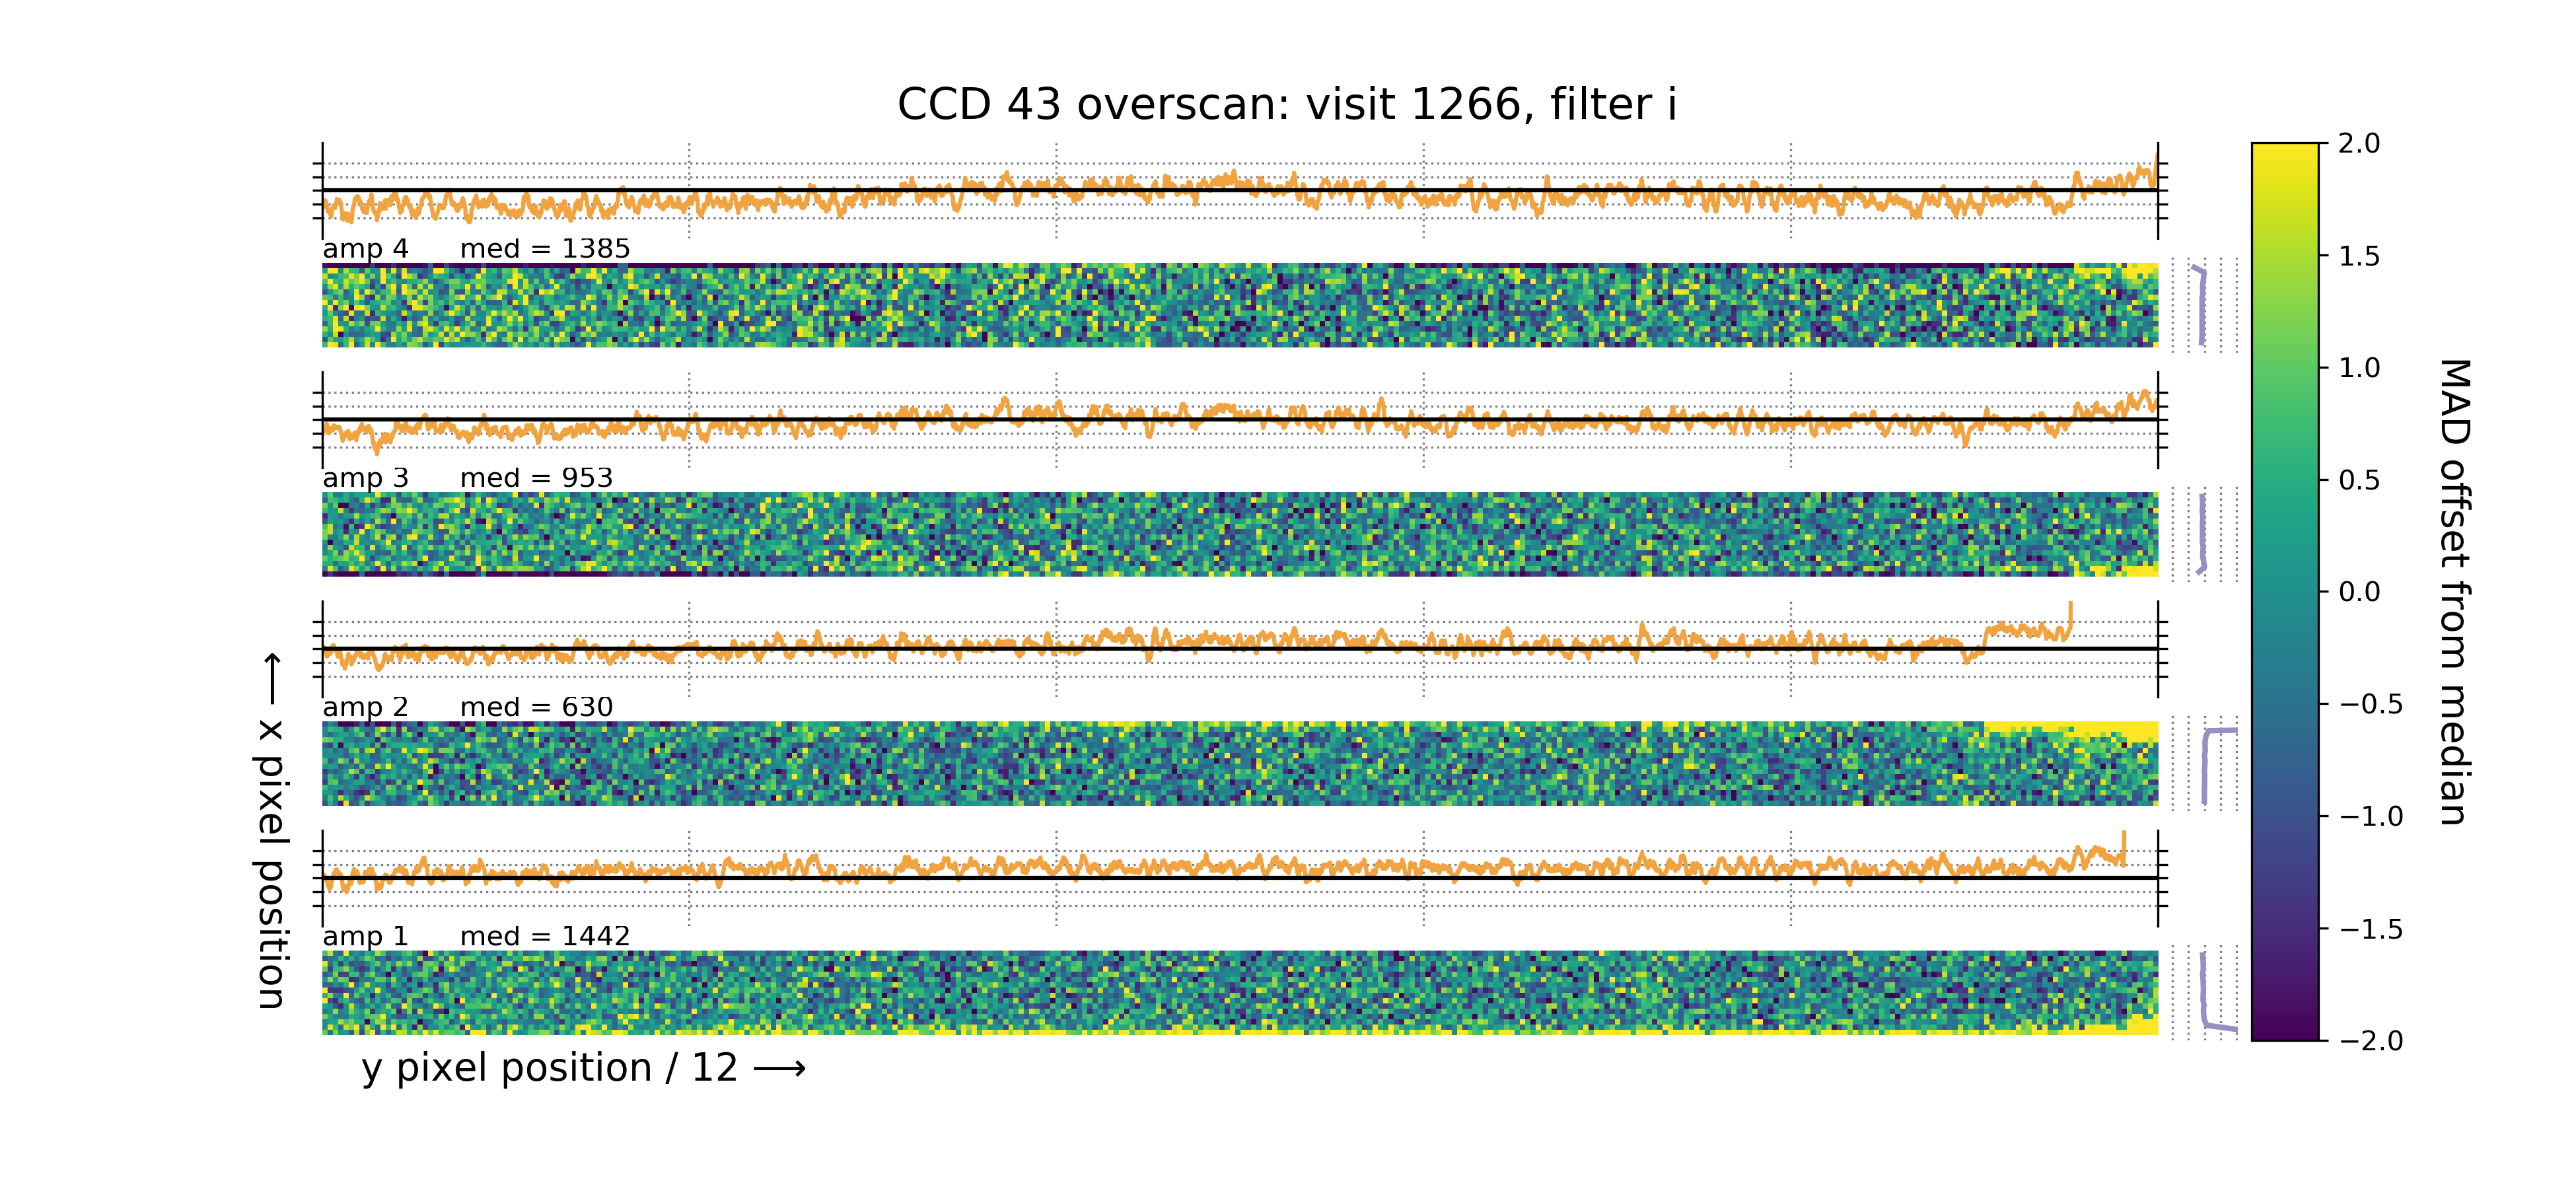 CCD 43 overscan: visit 1266, filter i
amp 4 med = 1385
amp 3 med = 953
amp 2 med = 630
amp 1 med = 1442
y pixel position / 12 ⟶
⟵ x pixel position
2.0
1.5
1.0
0.5
0.0
−0.5
−1.0
−1.5
−2.0
MAD offset from median